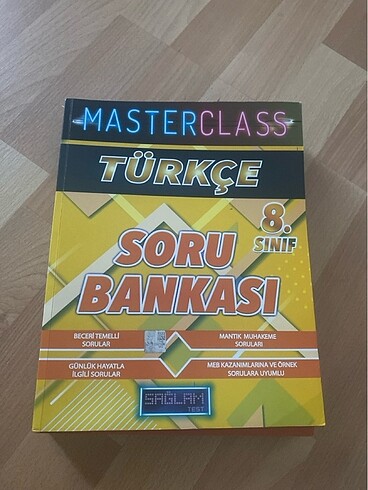 MASTERCLASS
TÜRKÇE
8.
SINIF
SORU
BANKASI
BECERİ TEMELLİ
SORULAR
MANTIK MUHAKEME
SORULARI
GÜNLÜK HAYATLA
İLGİLİ SORULAR
MEB KAZANIMLARINA VE ÖRNEK
SORULARA UYUMLU
SAĞLAM
TEST